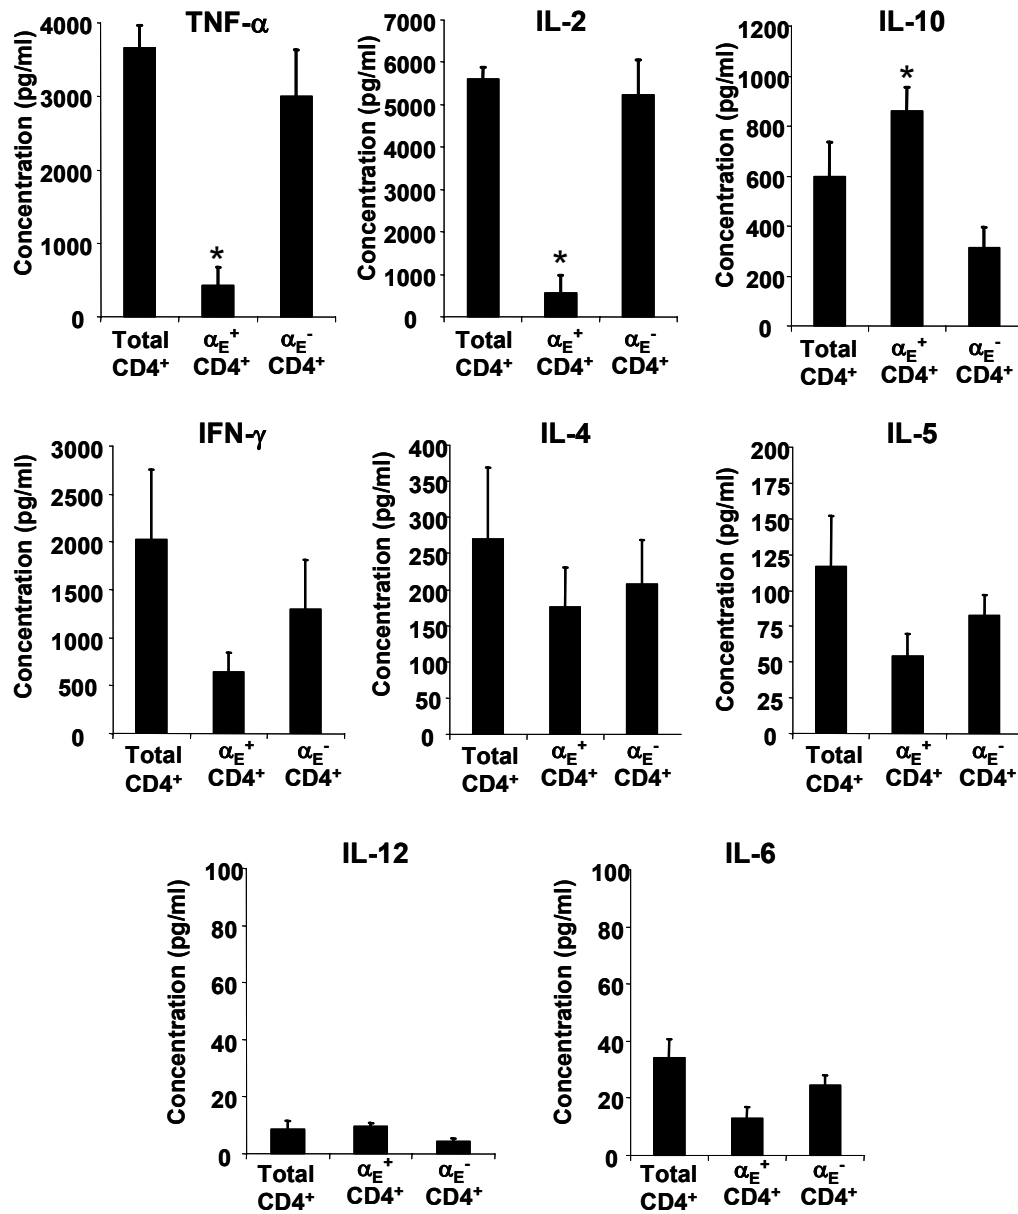 TNF-α
Concentration (pg/ml)
4000
3000
2000
1000
0
*
Total CD4+
αE+ CD4+
αE- CD4+
IL-2
Concentration (pg/ml)
7000
6000
5000
4000
3000
2000
1000
0
*
Total CD4+
αE+ CD4+
αE- CD4+
IL-10
Concentration (pg/ml)
1200
1000
800
600
400
200
0
*
Total CD4+
αE+ CD4+
αE- CD4+
IFN-γ
Concentration (pg/ml)
3000
2500
2000
1500
1000
500
0
Total CD4+
αE+ CD4+
αE- CD4+
IL-4
Concentration (pg/ml)
400
350
300
250
200
150
100
50
0
Total CD4+
αE+ CD4+
αE- CD4+
IL-5
Concentration (pg/ml)
200
175
150
125
100
75
50
25
0
Total CD4+
αE+ CD4+
αE- CD4+
IL-12
Concentration (pg/ml)
100
80
60
40
20
0
Total CD4+
αE+ CD4+
αE- CD4+
IL-6
Concentration (pg/ml)
100
80
60
40
20
0
Total CD4+
αE+ CD4+
αE- CD4+